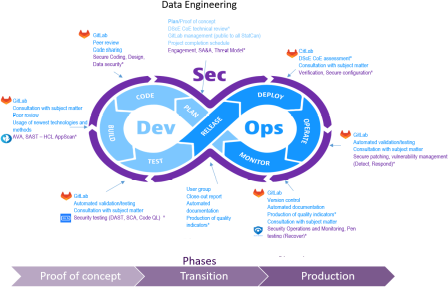 Data Engineering
Plan/Proof of concept
DSoE CoE technical review*
GitLab management (public to all StatCan)
Project completion schedule
Engagement, SA&A, Threat Model*
GitLab
Peer review
Code sharing
Secure Coding, Design,
Data security*
Sec
GitLab
DSoE CoE assessment*
Consultation with subject matter
Verification, Secure configuration*
CODE
PLAN
BUILD
TEST
Dev
RELEASE
DEPLOY
OPERATE
MONITOR
Ops
GitLab
Consultation with subject matter
Peer review
Usage of newest technologies and
methods
AVA, SAST – HCL AppScan*
GitLab
Automated validation/testing
Consultation with subject matter
Secure patching, vulnerability management
(Detect, Respond)*
GitLab
Automated validation/testing
Consultation with subject matter
Security testing (DAST, SCA, Code QL) *
User group
Close-out report
Automated
documentation
Production of quality
indicators*
GitLab
Version control
Automated documentation
Production of quality indicators*
Consultation with subject matter
Security Operations and Monitoring, Pen
testing (Recover)*
Phases
Proof of concept
Transition
Production